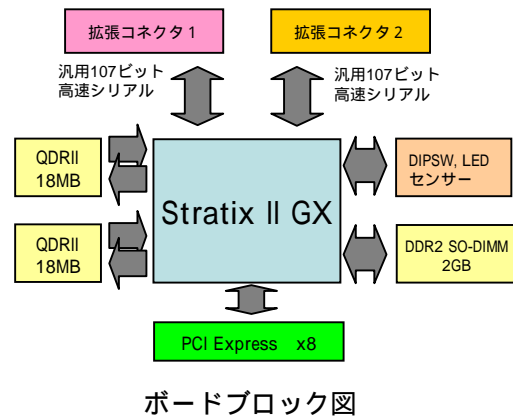 拡張コネクタ1
拡張コネクタ2
汎用107ビット
高速シリアル
汎用107ビット
高速シリアル
QDRII
18MB
Stratix II GX
DIPSW, LED
センサー
QDRII
18MB
DDR2 SO-DIMM
2GB
PCI Express x8
ボードブロック図